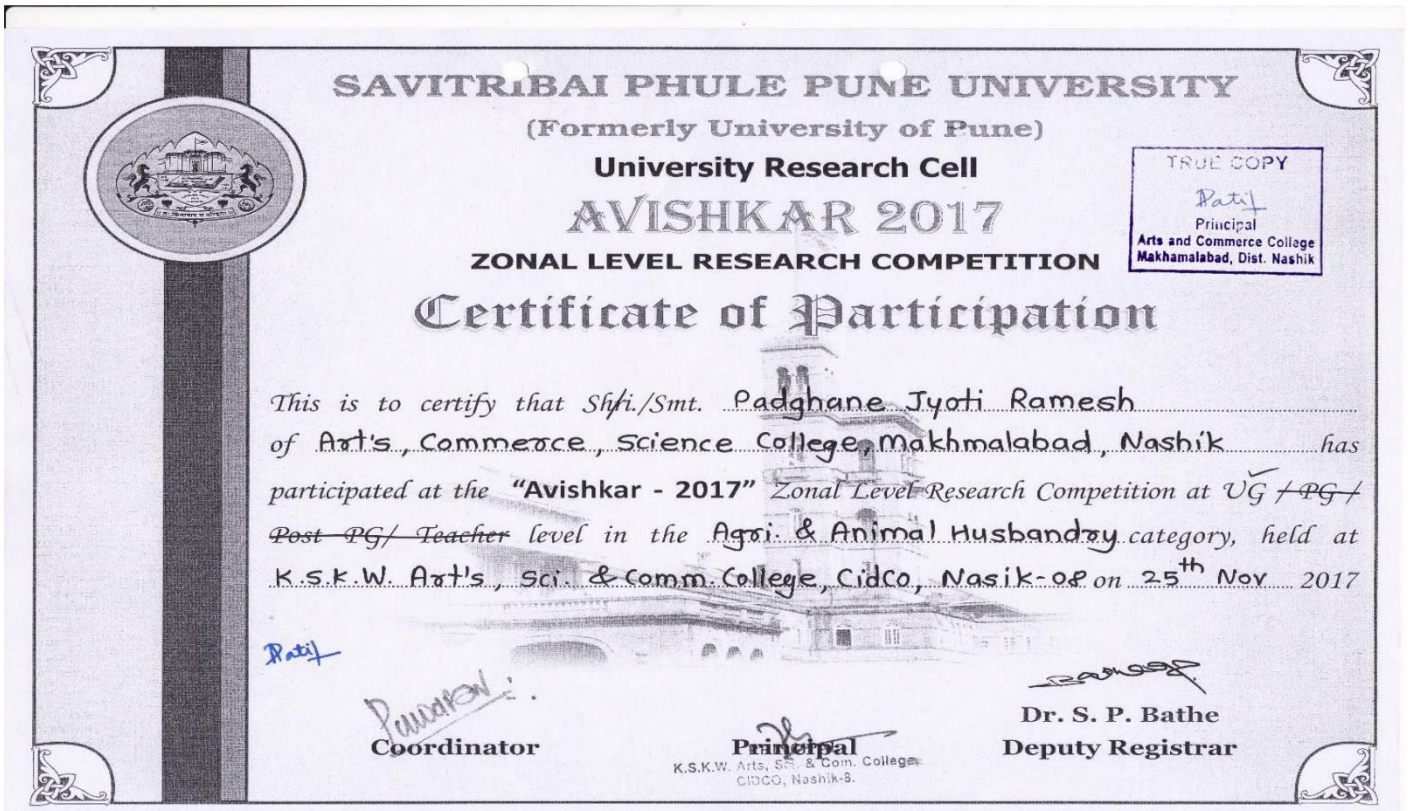 SAVITRIBAI PHULE PUNE UNIVERSITY
(Formerly University of Pune)
University Research Cell
AVISHKAR 2017
ZONAL LEVEL RESEARCH COMPETITION
TRUE COPY
Patil
Principal
Arts and Commerce College
Makhamalabad, Dist. Nashik
Certificate of Participation
This is to certify that Shri./Smt. Padghane Jyoti Ramesh
of Art's, Commerce, Science College, Makhmalabad, Nashik has
participated at the "Avishkar - 2017" Zonal Level Research Competition at UG / PG /
Post PG/ Teacher level in the Agri. & Animal Husbandry category, held at
K.S.K.W. Art's, Sci. & Comm. College, Cidco, Nasik-08 on 25th Nov 2017
Patil
Coordinator
Principal
K.S.K.W. Arts, Sci. & Com. College
CIDCO, Nashik-8.
Dr. S. P. Bathe
Deputy Registrar